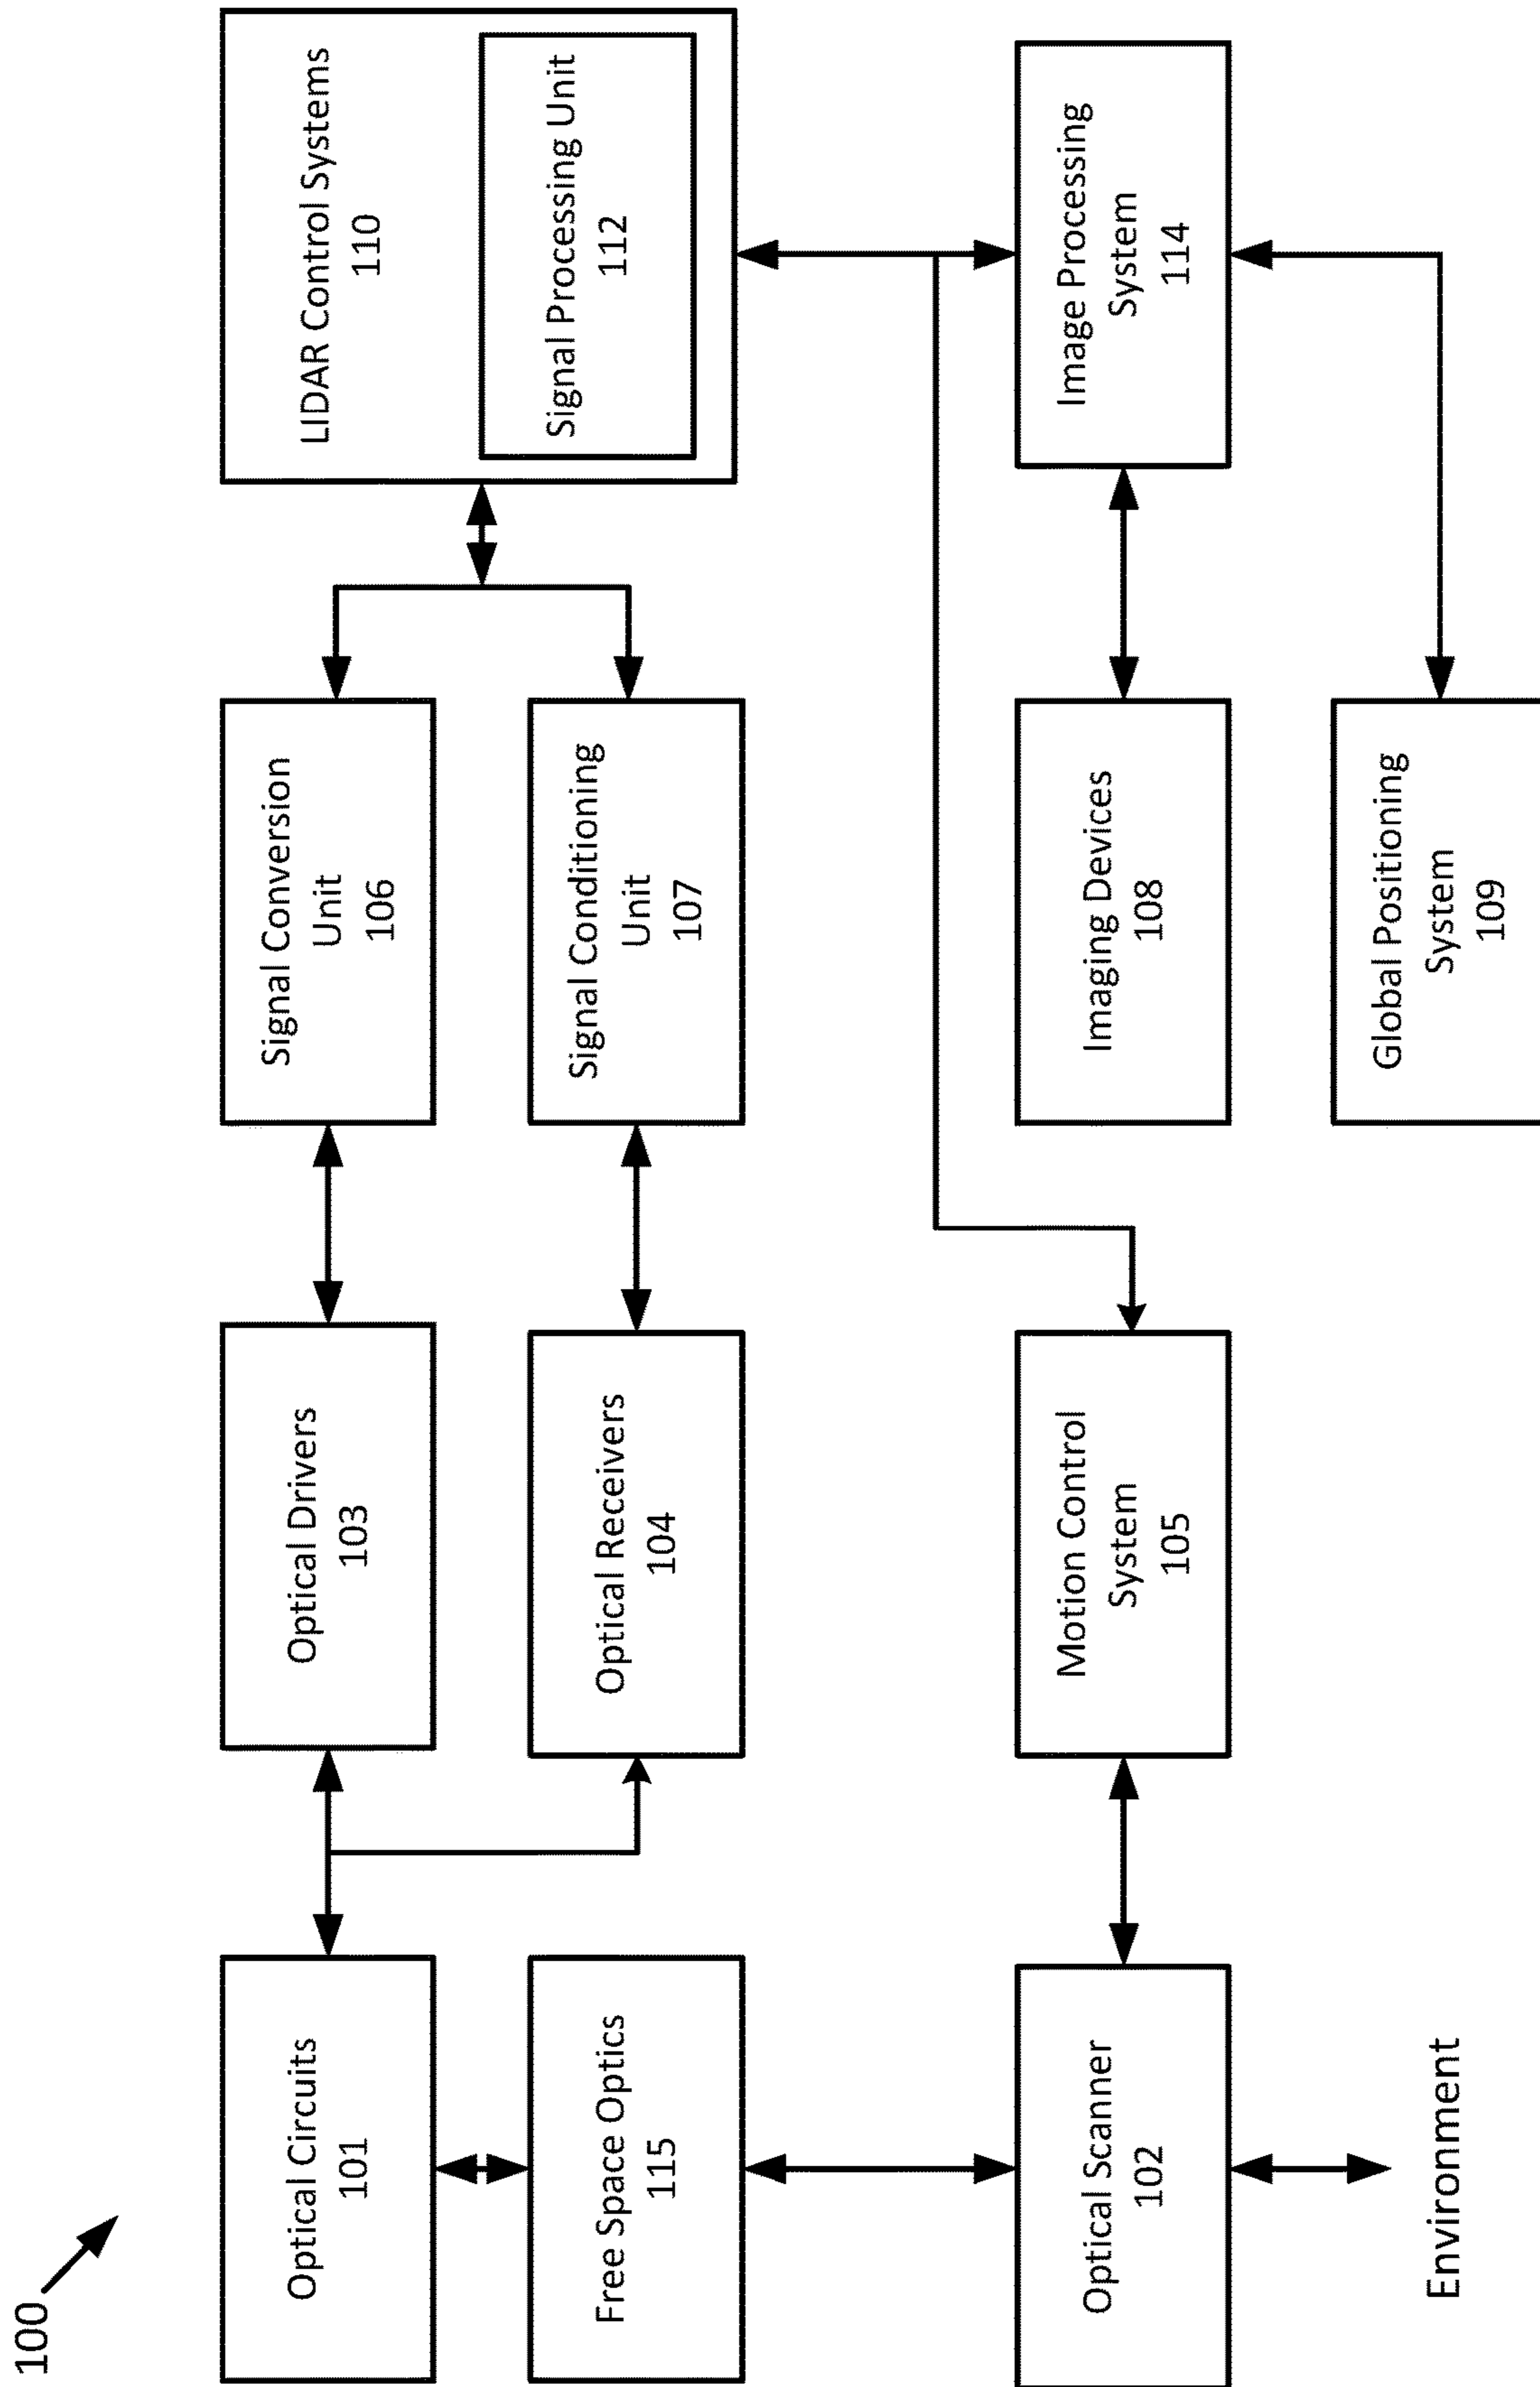 100
Optical Circuits
101
Optical Drivers
103
Signal Conversion
Unit
106
LIDAR Control Systems
110
Signal Processing Unit
112
Free Space Optics
115
Optical Receivers
104
Signal Conditioning
Unit
107
Optical Scanner
102
Motion Control
System
105
Imaging Devices
108
Image Processing
System
114
Environment
Global Positioning
System
109